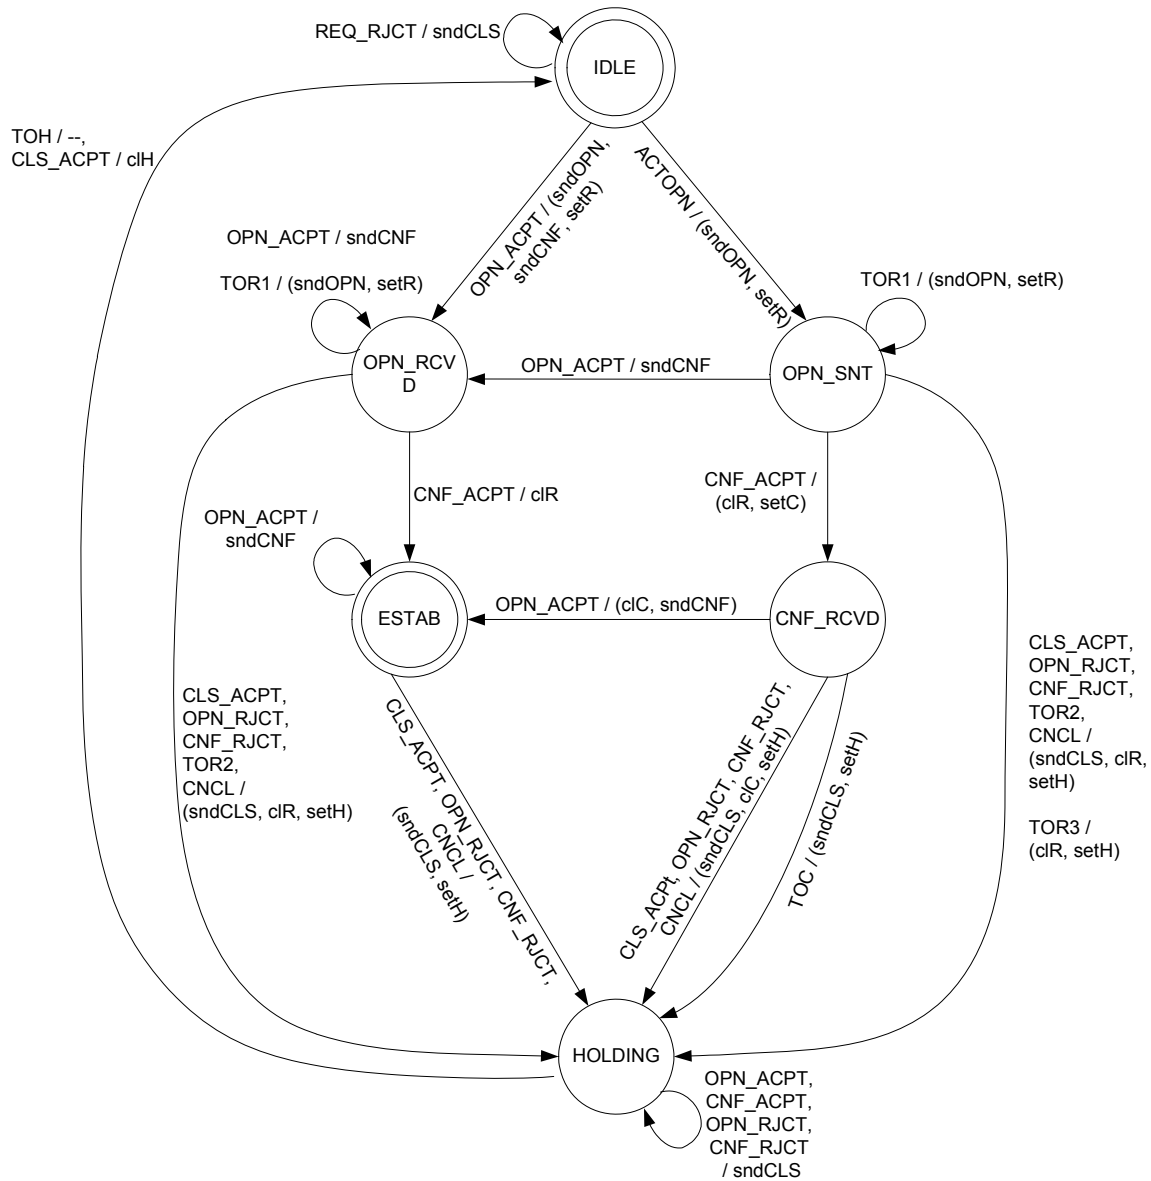 REQ_RJCT / sndCLS
IDLE
TOH / --,
CLS_ACPT / clH
OPN_ACPT / (sndOPN,
sndCNF, setR)
ACTOPN / (sndOPN, setR)
OPN_ACPT / sndCNF
TOR1 / (sndOPN, setR)
TOR1 / (sndOPN, setR)
OPN_RCV
D
OPN_ACPT / sndCNF
OPN_SNT
CNF_ACPT / clR
CNF_ACPT /
(clR, setC)
OPN_ACPT /
sndCNF
ESTAB
OPN_ACPT / (clC, sndCNF)
CNF_RCVD
CLS_ACPT,
OPN_RJCT,
CNF_RJCT,
TOR2,
CNCL /
(sndCLS, clR, setH)
CLS_ACPT, OPN_RJCT, CNF_RJCT,
CNCL /
(sndCLS, setH)
CLS_ACPt, OPN_RJCT, CNF_RJCT,
CNCL / (sndCLS, clC, setH)
TOC / (sndCLS, setH)
CLS_ACPT,
OPN_RJCT,
CNF_RJCT,
TOR2,
CNCL /
(sndCLS, clR,
setH)
TOR3 /
(clR, setH)
HOLDING
OPN_ACPT,
CNF_ACPT,
OPN_RJCT,
CNF_RJCT
/ sndCLS